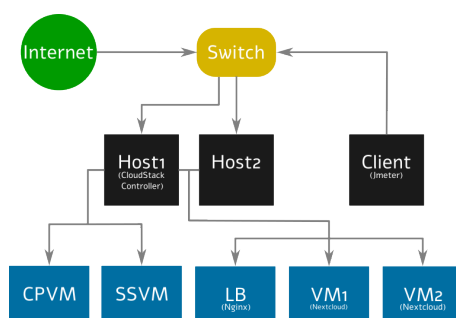 Internet
Switch
Host1
(CloudStack
Controller)
Host2
Client
(Jmeter)
CPVM
SSVM
LB
(Nginx)
VM1
(Nextcloud)
VM2
(Nextcloud)